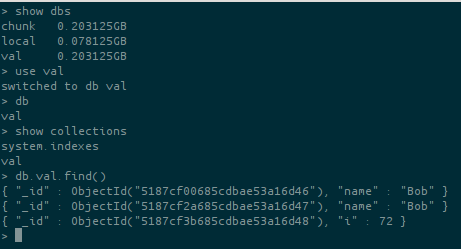 > show dbs
chunk   0.203125GB
local   0.078125GB
val     0.203125GB
> use val
switched to db val
> db
val
> show collections
system.indexes
val
> db.val.find()
{ "_id" : ObjectId("5187cf00685cdbae53a16d46"), "name" : "Bob" }
{ "_id" : ObjectId("5187cf2a685cdbae53a16d47"), "name" : "Bob" }
{ "_id" : ObjectId("5187cf3b685cdbae53a16d48"), "i" : 72 }
>